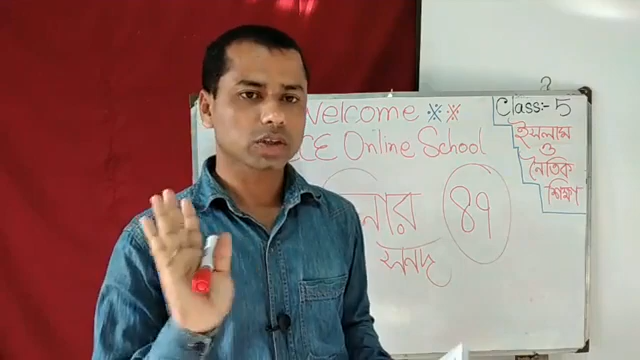 Welcome
Online School
Class:- 5
ইসলাম
ও
নৈতিক
শিক্ষা
৪৭
সনদ